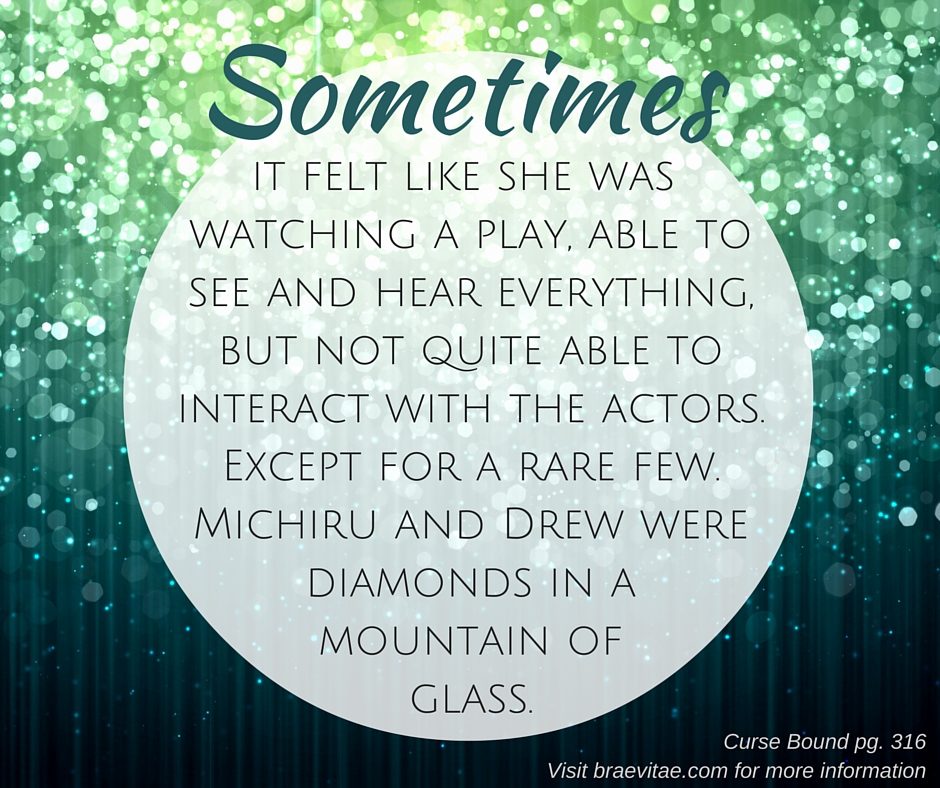 Sometimes
IT FELT LIKE SHE WAS
WATCHING A PLAY, ABLE TO
SEE AND HEAR EVERYTHING,
BUT NOT QUITE ABLE TO
INTERACT WITH THE ACTORS.
EXCEPT FOR A RARE FEW.
MICHIRU AND DREW WERE
DIAMONDS IN A
MOUNTAIN OF
GLASS.
Curse Bound pg. 316
Visit braevitae.com for more information